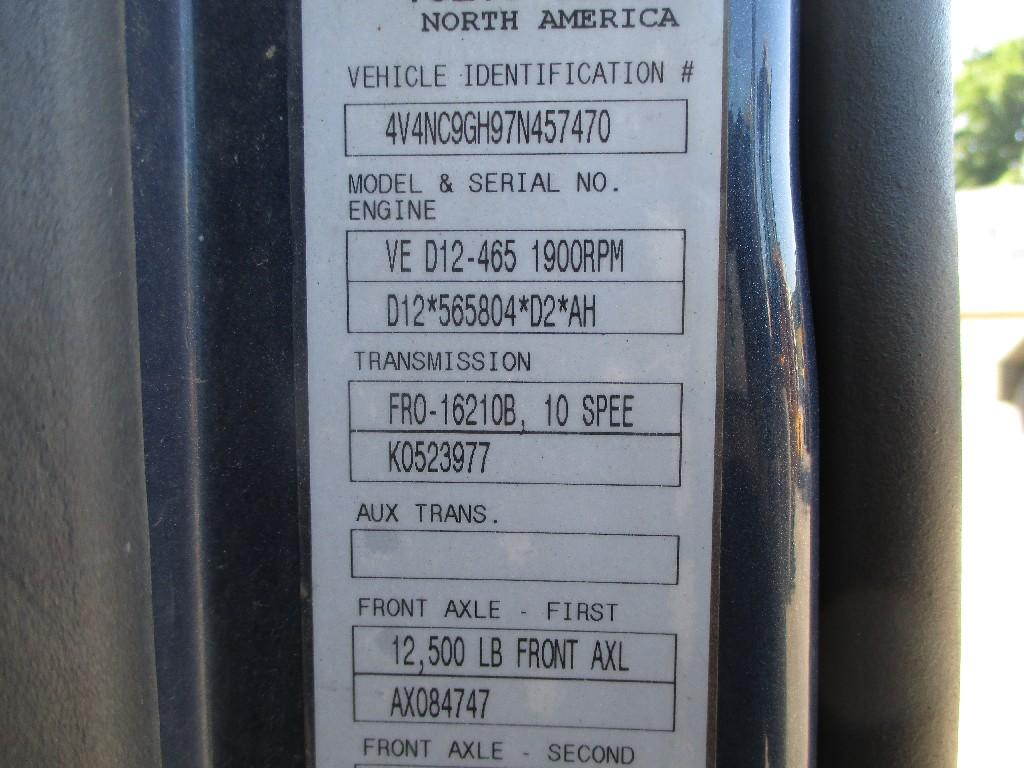 NORTH AMERICA
VEHICLE IDENTIFICATION #
4V4NC9GH97N457470
MODEL & SERIAL NO.
ENGINE
VE D12-465 1900RPM
D12*565804*D2*AH
TRANSMISSION
FRO-16210B, 10 SPEE
K0523977
AUX TRANS.
FRONT AXLE - FIRST
12,500 LB FRONT AXL
AX084747
FRONT AXLE - SECOND